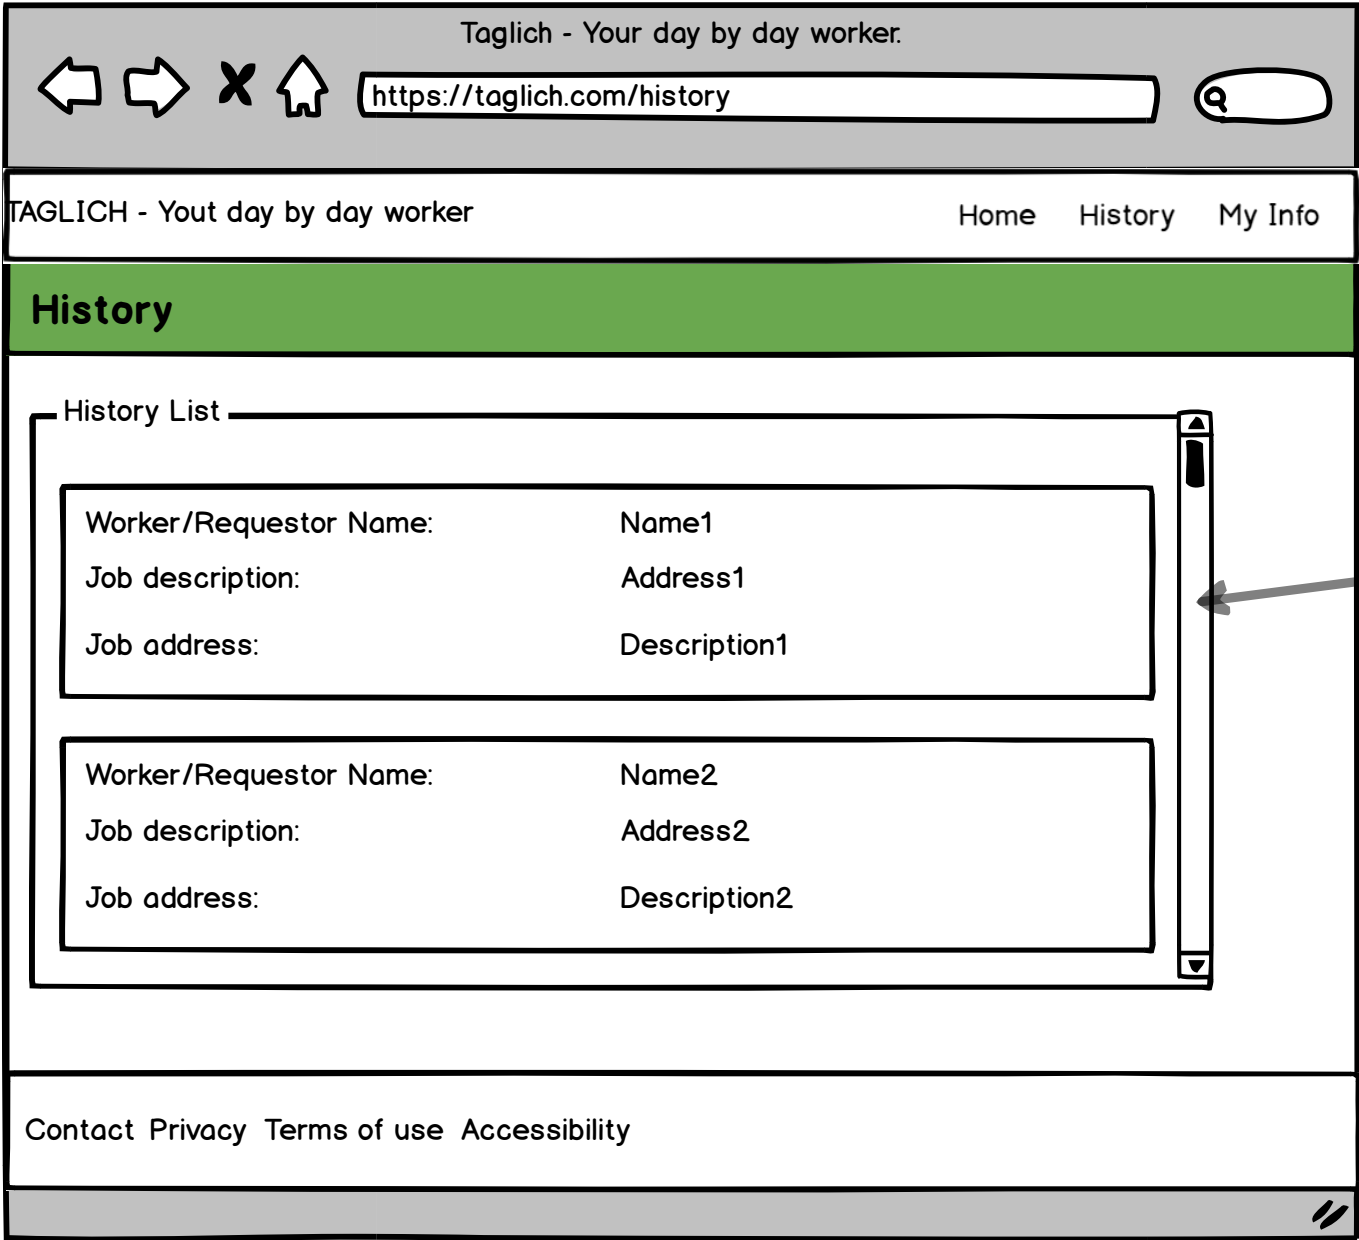 Taglich - Your day by day worker.
https://taglich.com/history
TAGLICH - Yout day by day worker
Home History My Info
History
History List
Worker/Requestor Name: Name1
Job description: Address1
Job address: Description1
Worker/Requestor Name: Name2
Job description: Address2
Job address: Description2
Contact Privacy Terms of use Accessibility